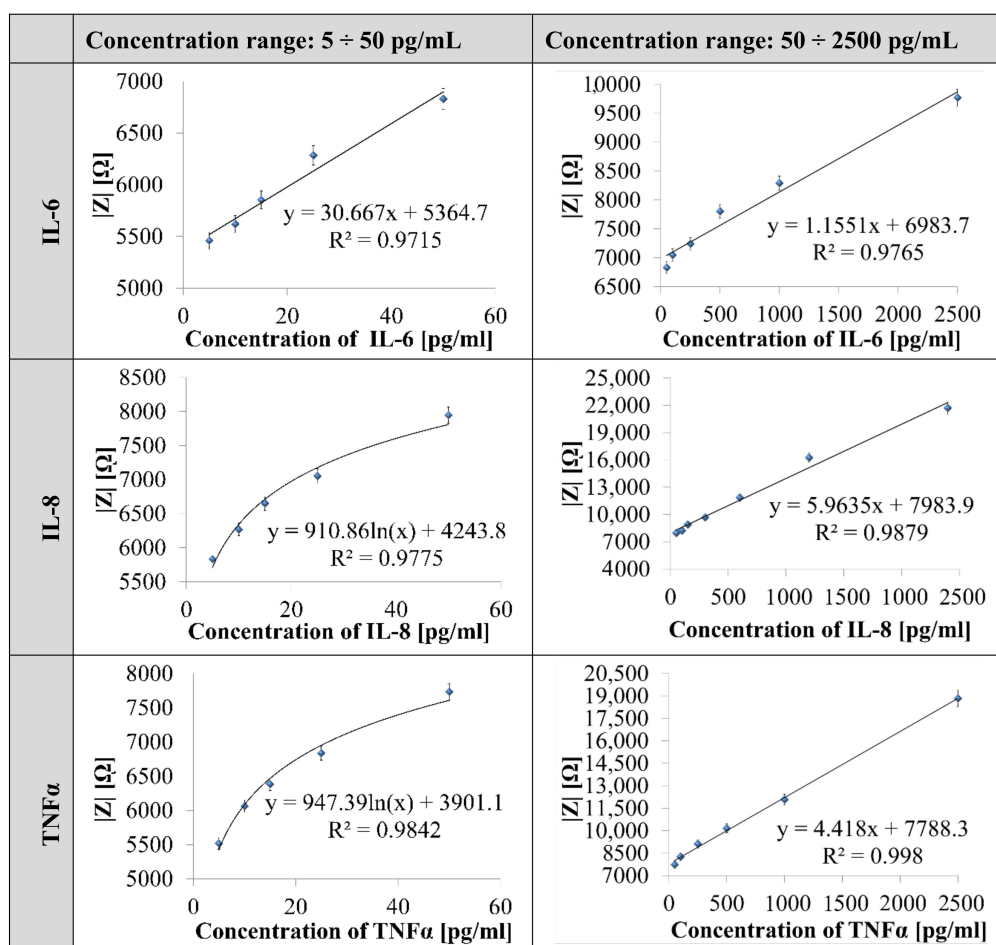 Concentration range: 5 ÷ 50 pg/mL
Concentration range: 50 ÷ 2500 pg/mL
IL-6
|Z| [Ω]
7000
6500
6000
5500
5000
y = 30.667x + 5364.7
R² = 0.9715
0 20 40 60
Concentration of IL-6 [pg/ml]
|Z| [Ω]
10,000
9500
9000
8500
8000
7500
7000
6500
y = 1.1551x + 6983.7
R² = 0.9765
0 500 1000 1500 2000 2500
Concentration of IL-6 [pg/ml]
IL-8
|Z| [Ω]
8500
8000
7500
7000
6500
6000
5500
y = 910.86ln(x) + 4243.8
R² = 0.9775
0 20 40 60
Concentration of IL-8 [pg/ml]
|Z| [Ω]
25,000
22,000
19,000
16,000
13,000
10,000
7000
4000
y = 5.9635x + 7983.9
R² = 0.9879
0 500 1000 1000 1000 2500
Concentration of IL-8 [pg/ml]
TNFα
|Z| [Ω]
8000
7500
7000
6500
6000
5500
5000
y = 947.39ln(x) + 3901.1
R² = 0.9842
0 20 40 60
Concentration of TNFα [pg/ml]
|Z| [Ω]
20,500
19,000
17,500
16,000
14,500
13,000
11,500
10,000
8500
7000
y = 4.418x + 7788.3
R² = 0.998
0 500 1000 1500 2000 2500
Concentration of TNFα [pg/ml]